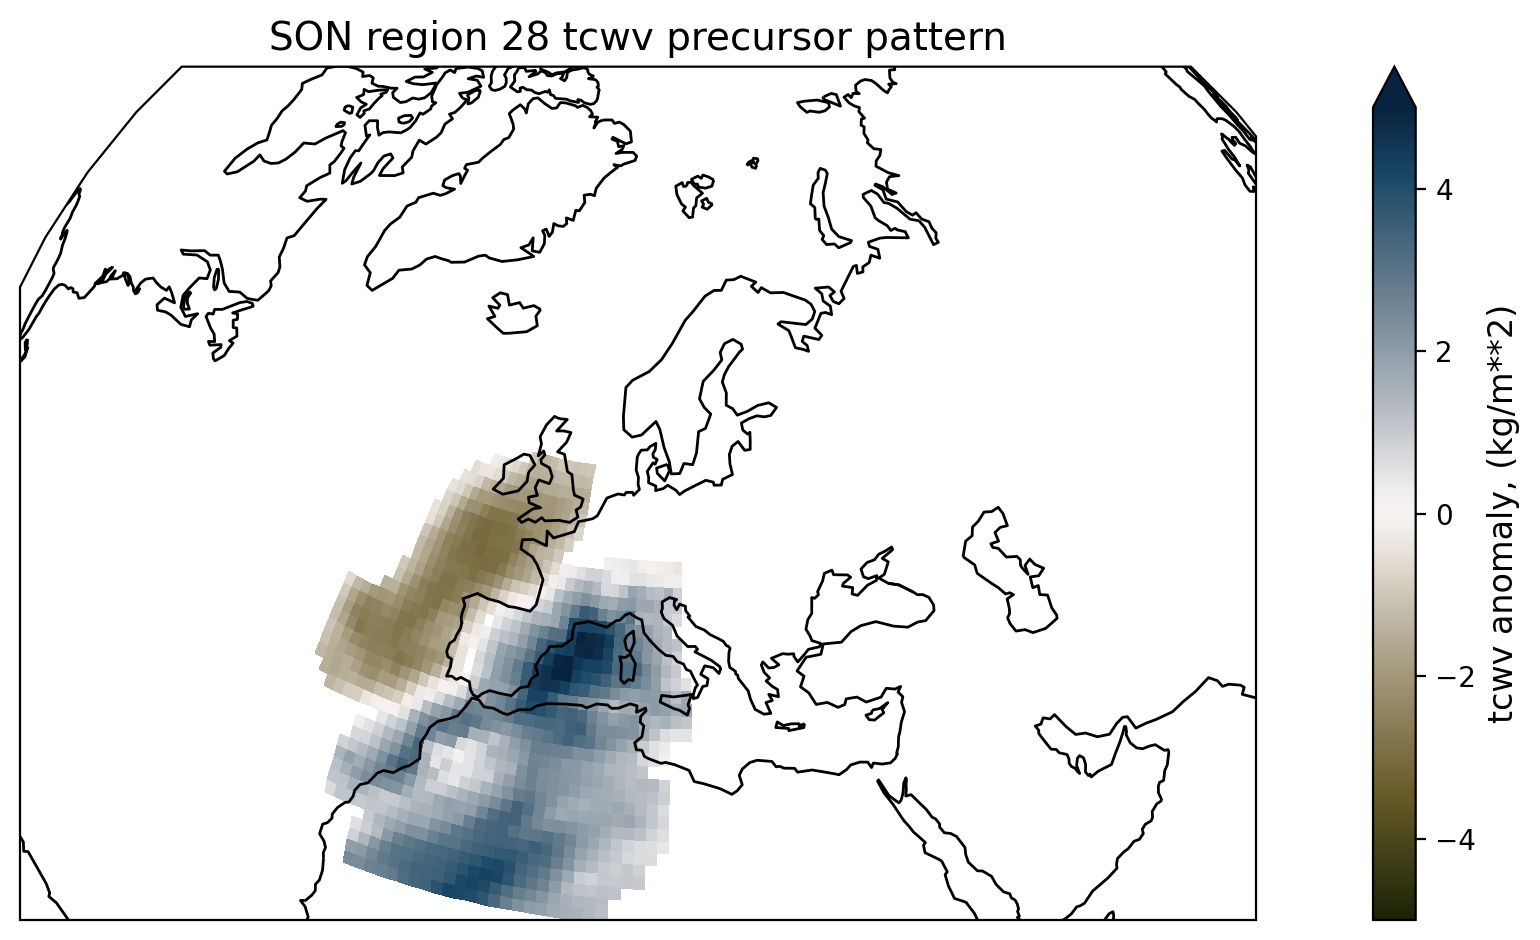 SON region 28 tcwv precursor pattern
4
2
0
−2
−4
tcwv anomaly, (kg/m**2)